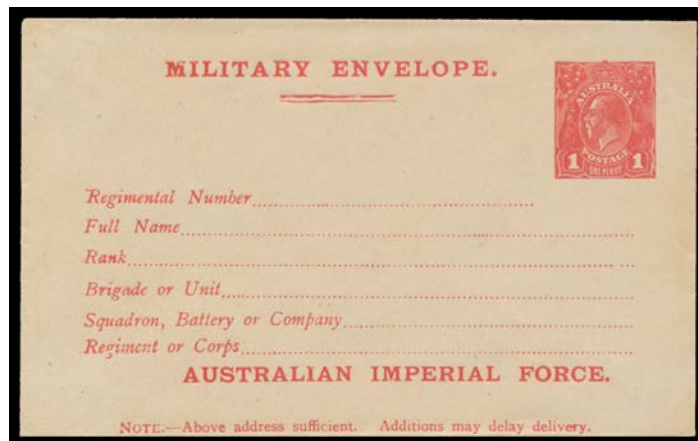 MILITARY ENVELOPE.
AUSTRALIA
POSTAGE
1 ONE PENNY 1
Regimental Number
Full Name
Rank
Brigade or Unit
Squadron, Battery or Company
Regiment or Corps
AUSTRALIAN IMPERIAL FORCE.
NOTE.—Above address sufficient. Additions may delay delivery.